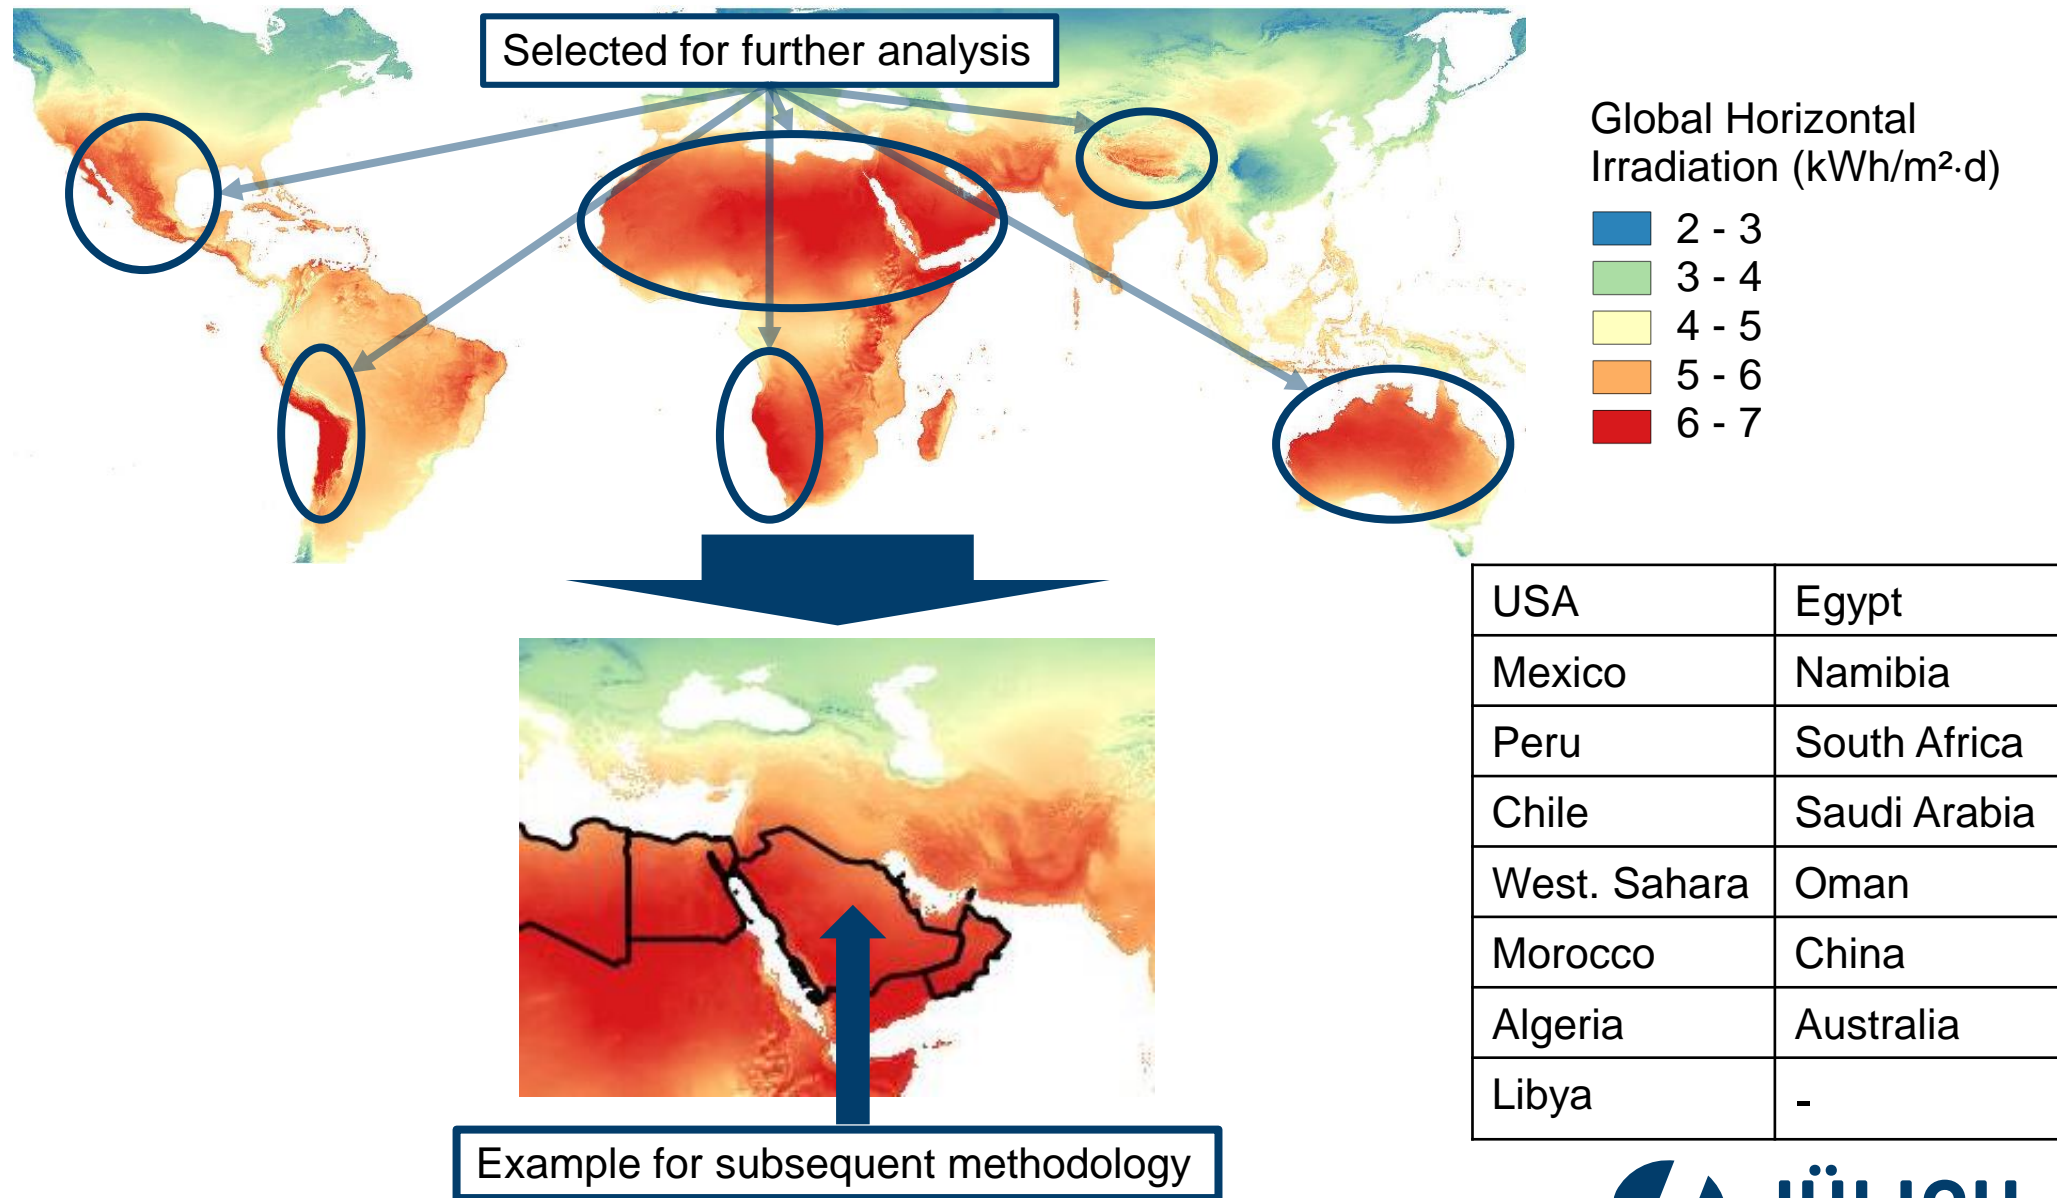 Selected for further analysis
Global Horizontal
Irradiation (kWh/m²·d)
2 - 3
3 - 4
4 - 5
5 - 6
6 - 7
USA Egypt
Mexico Namibia
Peru South Africa
Chile Saudi Arabia
West. Sahara Oman
Morocco China
Algeria Australia
Libya -
Example for subsequent methodology